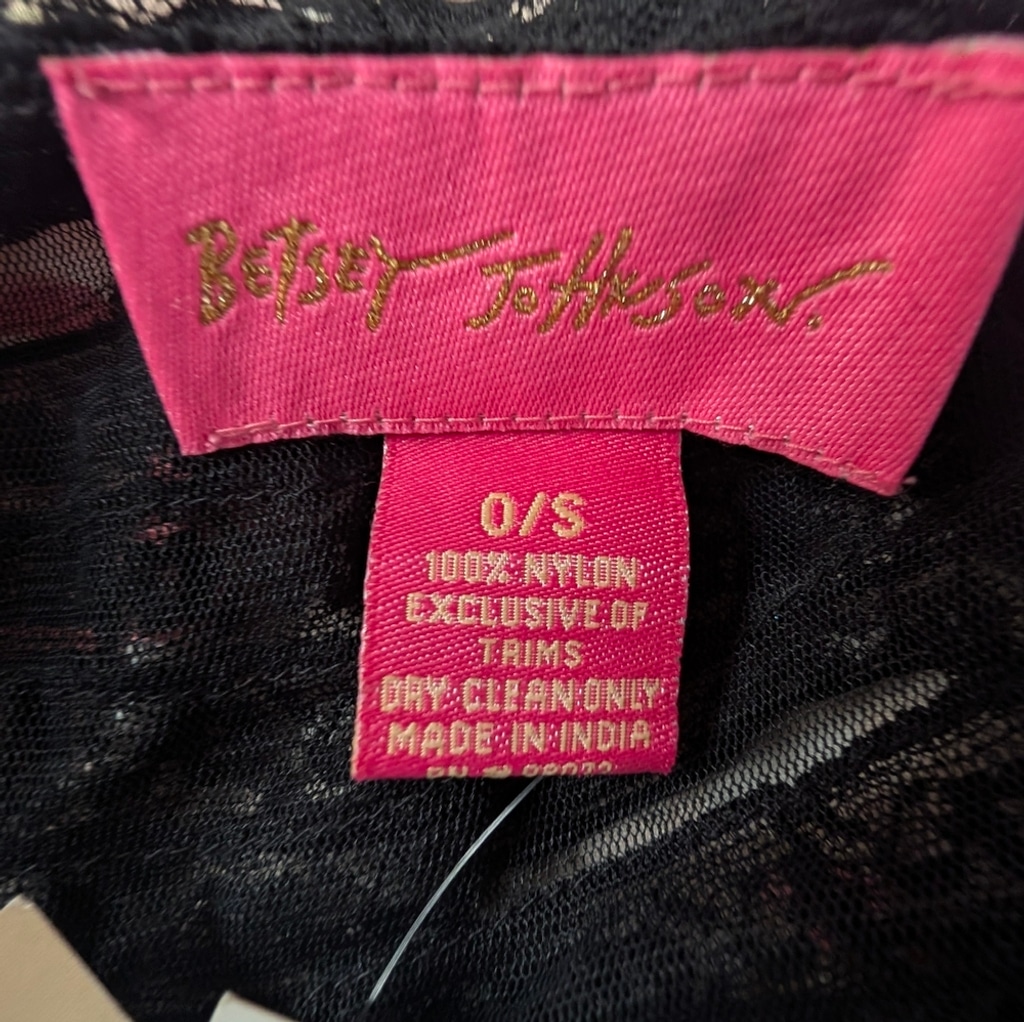 BETSEY JOHNSON.
O/S
100% NYLON
EXCLUSIVE OF
TRIMS
DRY CLEAN ONLY
MADE IN INDIA